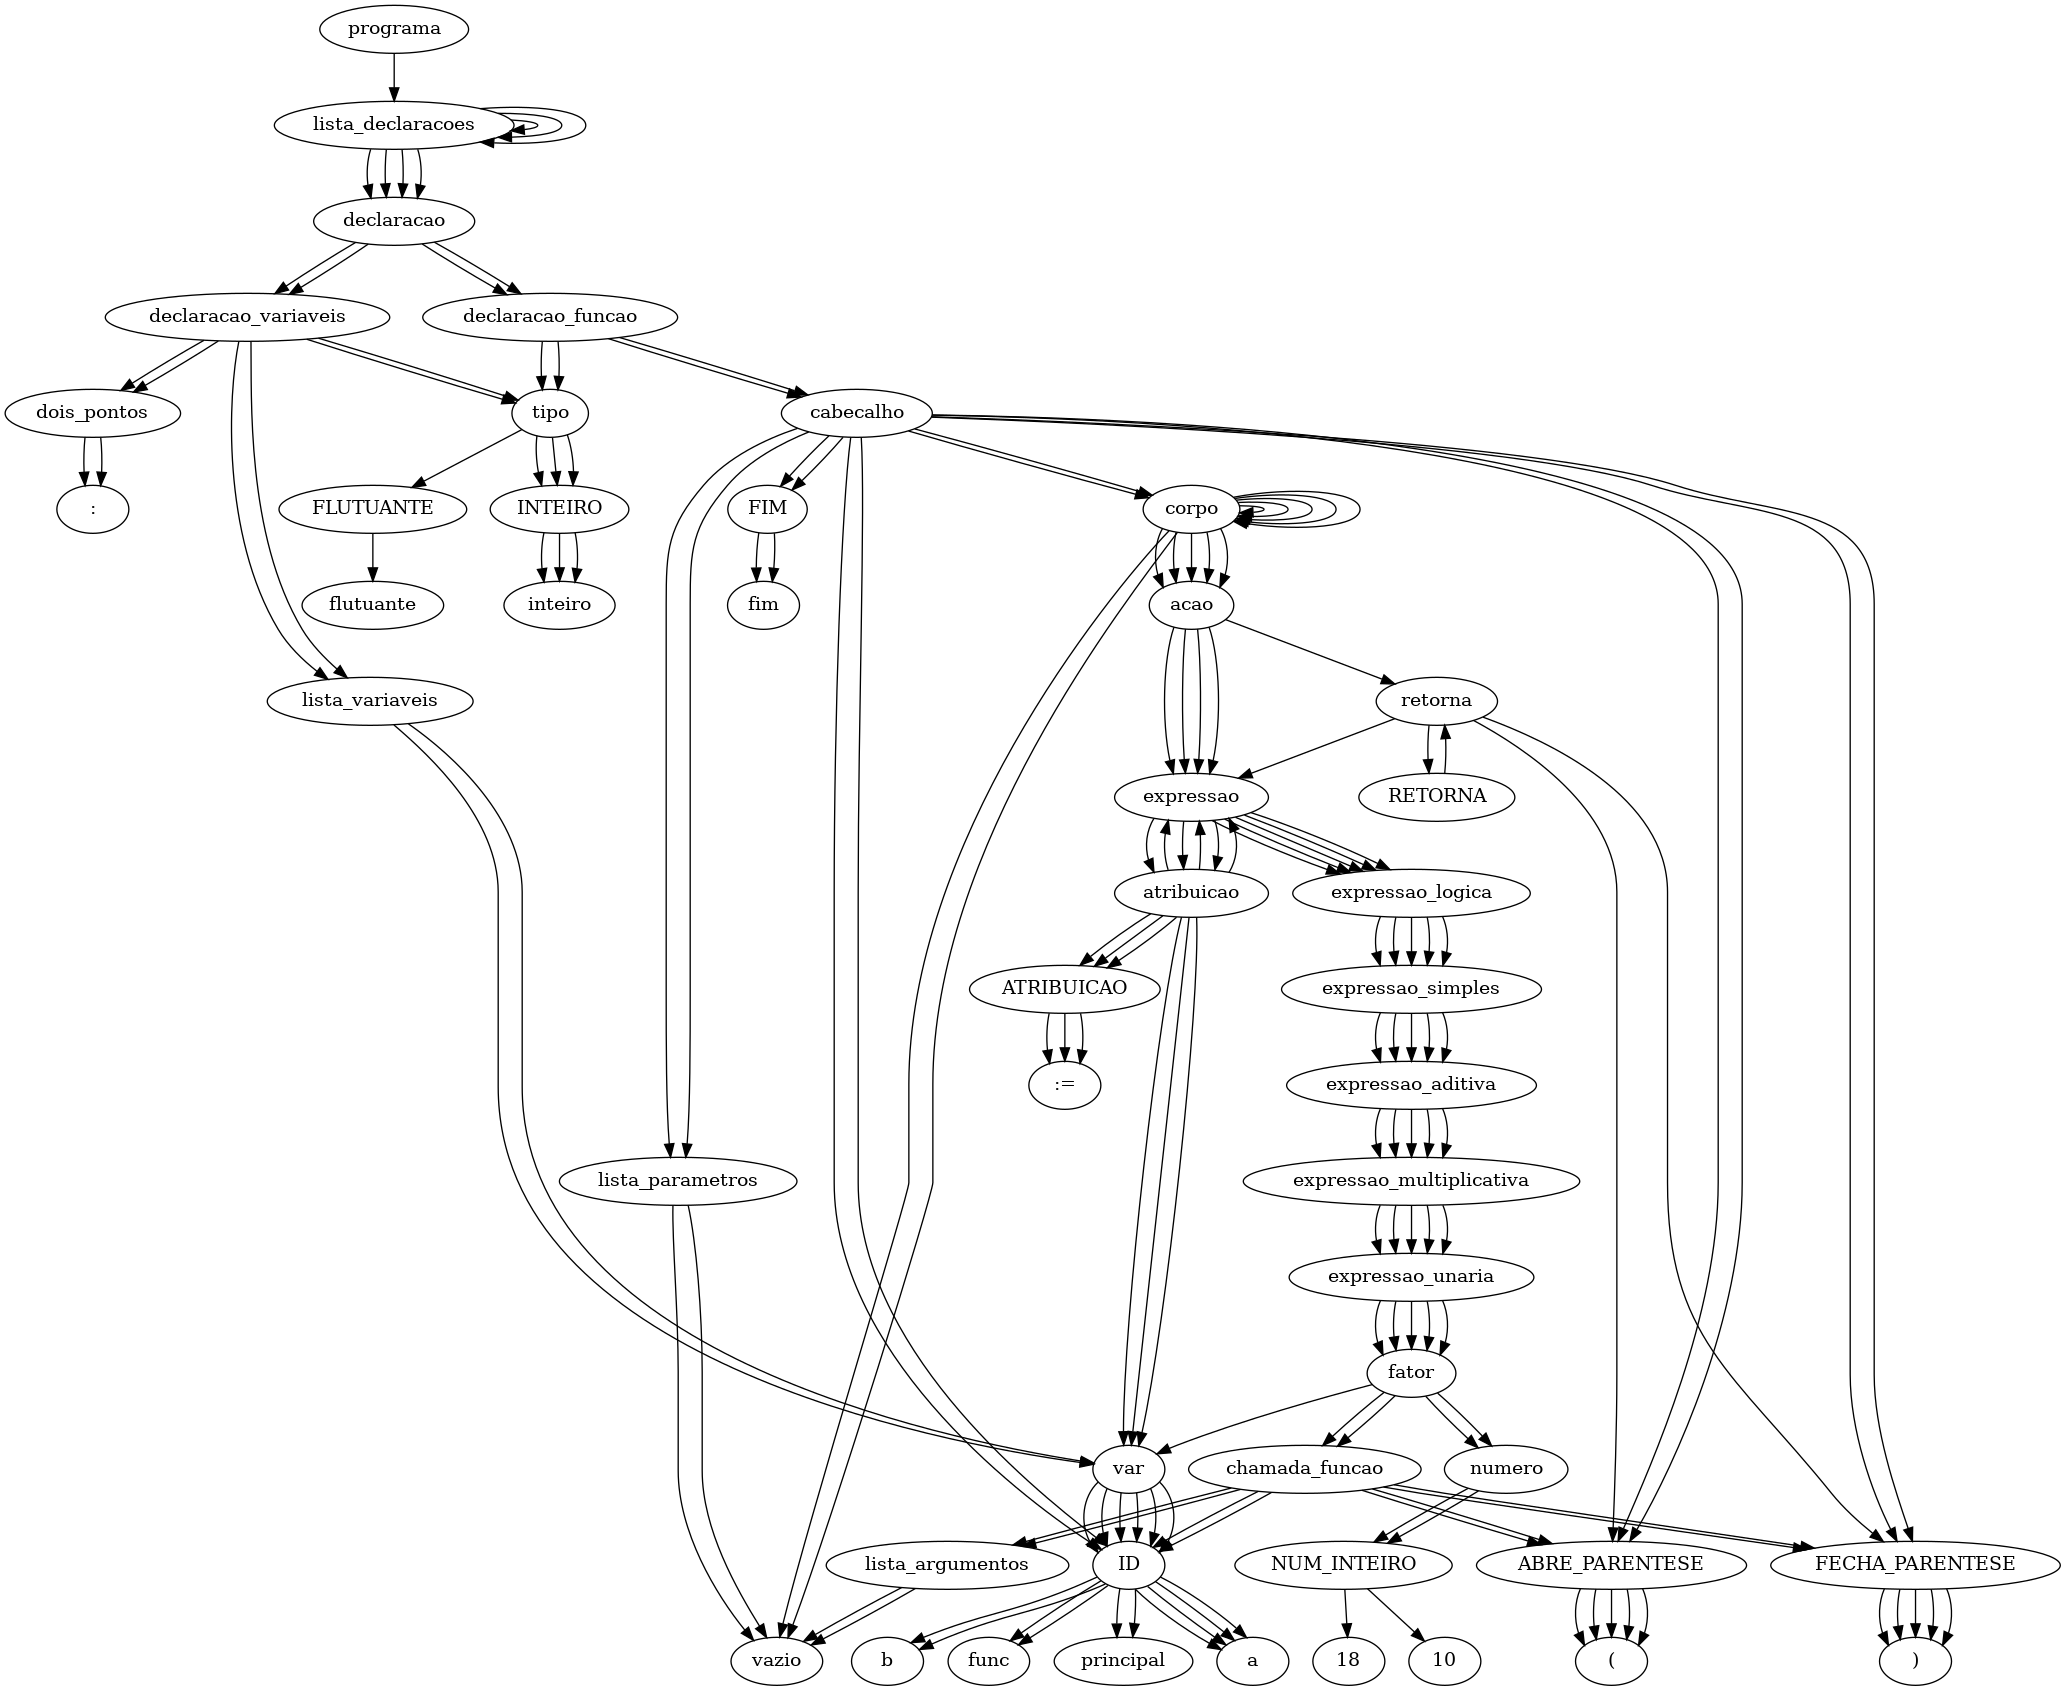 programa
lista_declaracoes
declaracao
declaracao_variaveis
declaracao_funcao
dois_pontos
tipo
cabecalho
:
FLUTUANTE
INTEIRO
FIM
corpo
flutuante
inteiro
fim
acao
lista_variaveis
retorna
expressao
RETORNA
atribuicao
expressao_logica
ATRIBUICAO
expressao_simples
:=
expressao_aditiva
lista_parametros
expressao_multiplicativa
expressao_unaria
fator
var
chamada_funcao
numero
lista_argumentos
ID
NUM_INTEIRO
ABRE_PARENTESE
FECHA_PARENTESE
vazio
b
func
principal
a
18
10
(
)